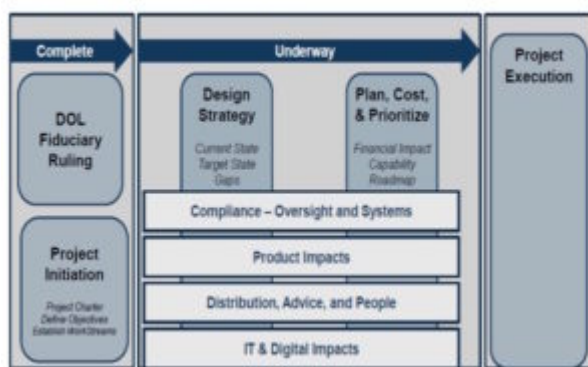 Complete
Underway
Project
Execution
DOL
Fiduciary
Ruling
Design
Strategy
Current State
Target State
Gaps
Plan, Cost,
& Prioritize
Financial Impact
Capability
Roadmap
Compliance – Oversight and Systems
Product Impacts
Distribution, Advice, and People
IT & Digital Impacts
Project
Initiation
Project Charter
Define Objectives
Establish WorkStreams